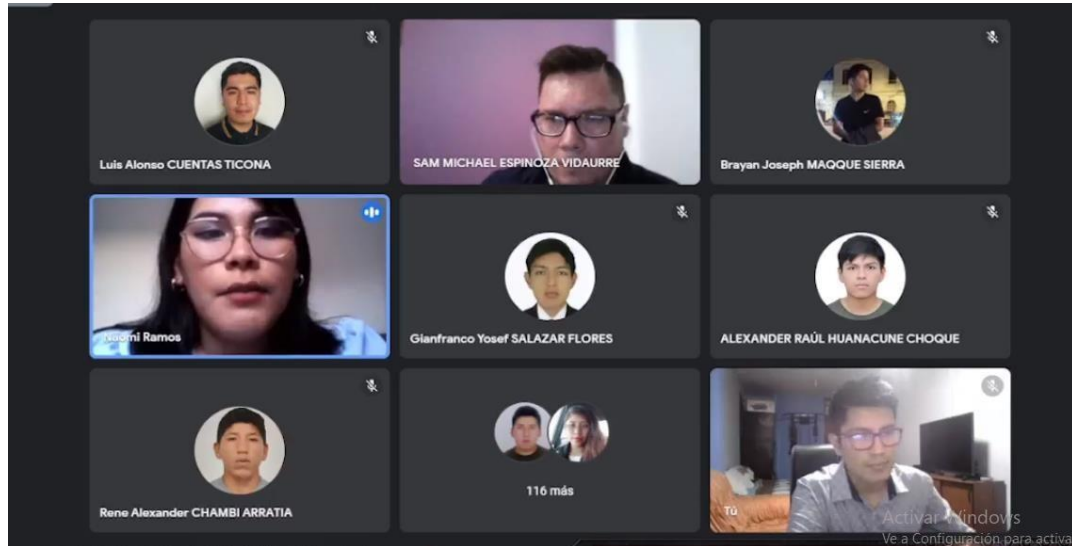 Luis Alonso CUENTAS TICONA
SAM MICHAEL ESPINOZA VIDAURRE
Brayan Joseph MAQQUE SIERRA
Naomi Ramos
Gianfranco Yosef SALAZAR FLORES
ALEXANDER RAÚL HUANACUNE CHOQUE
Rene Alexander CHAMBI ARRATIA
116 más
Tú
Activar Windows
Ve a Configuración para activa